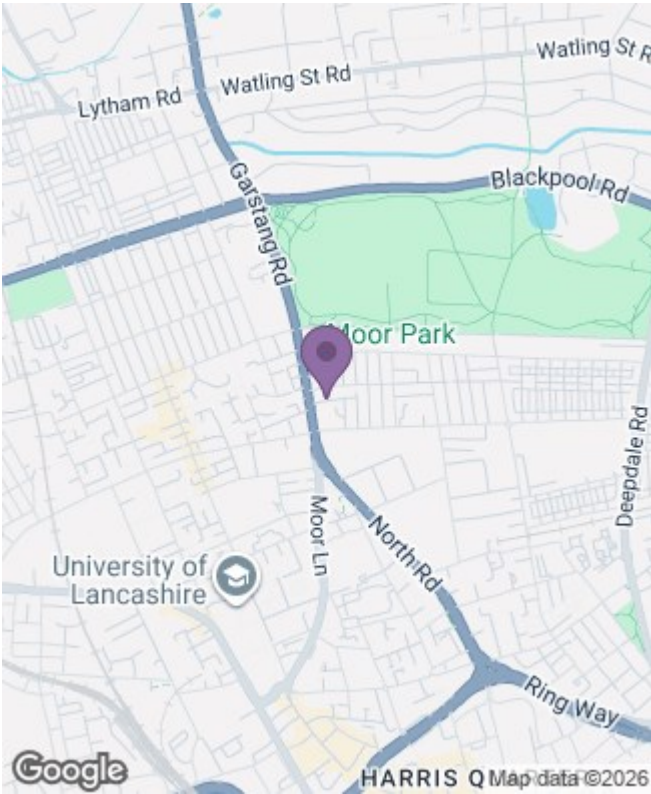 Watling St R
Watling St Rd
Lytham Rd
Blackpool Rd
Garstang Rd
Moor Park
Deepdale Rd
Moor Ln
North Rd
University of
Lancashire
Ring Way
Google
HARRIS Q
Map data ©2026